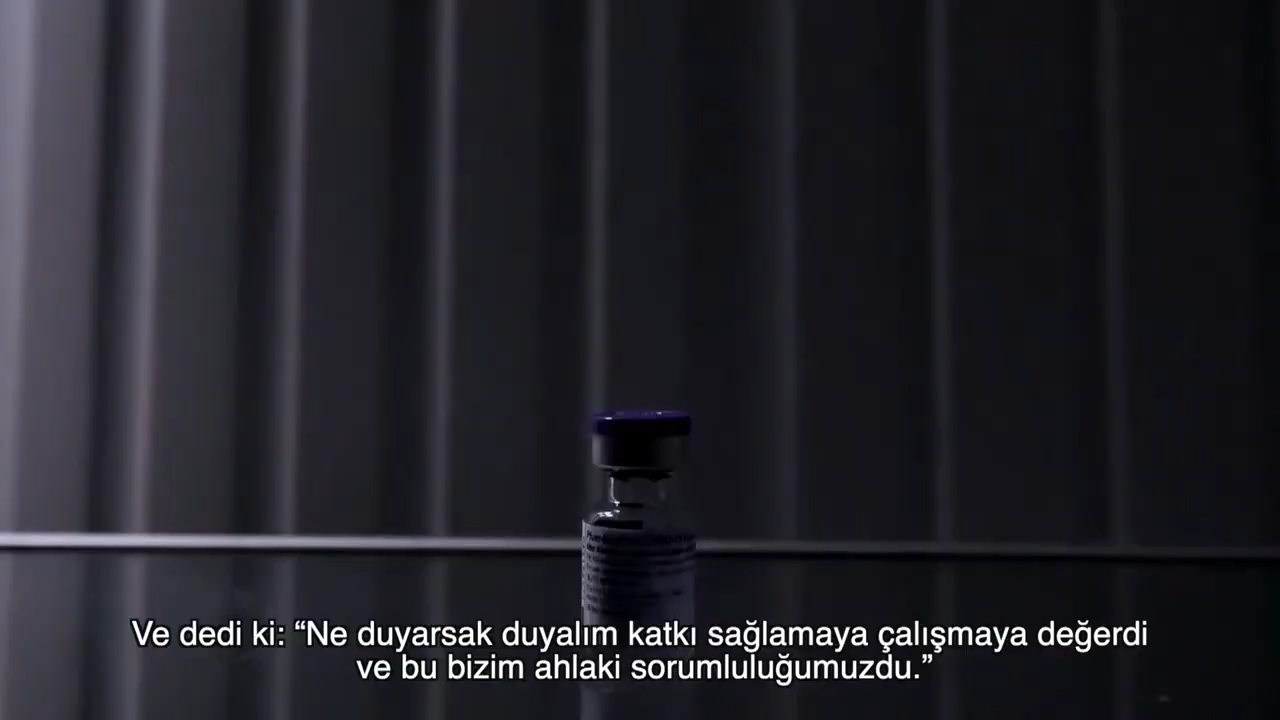 Ve dedi ki: “Ne duyarsak duyalım katkı sağlamaya çalışmaya değerdi
ve bu bizim ahlaki sorumluluğumuzdu.”